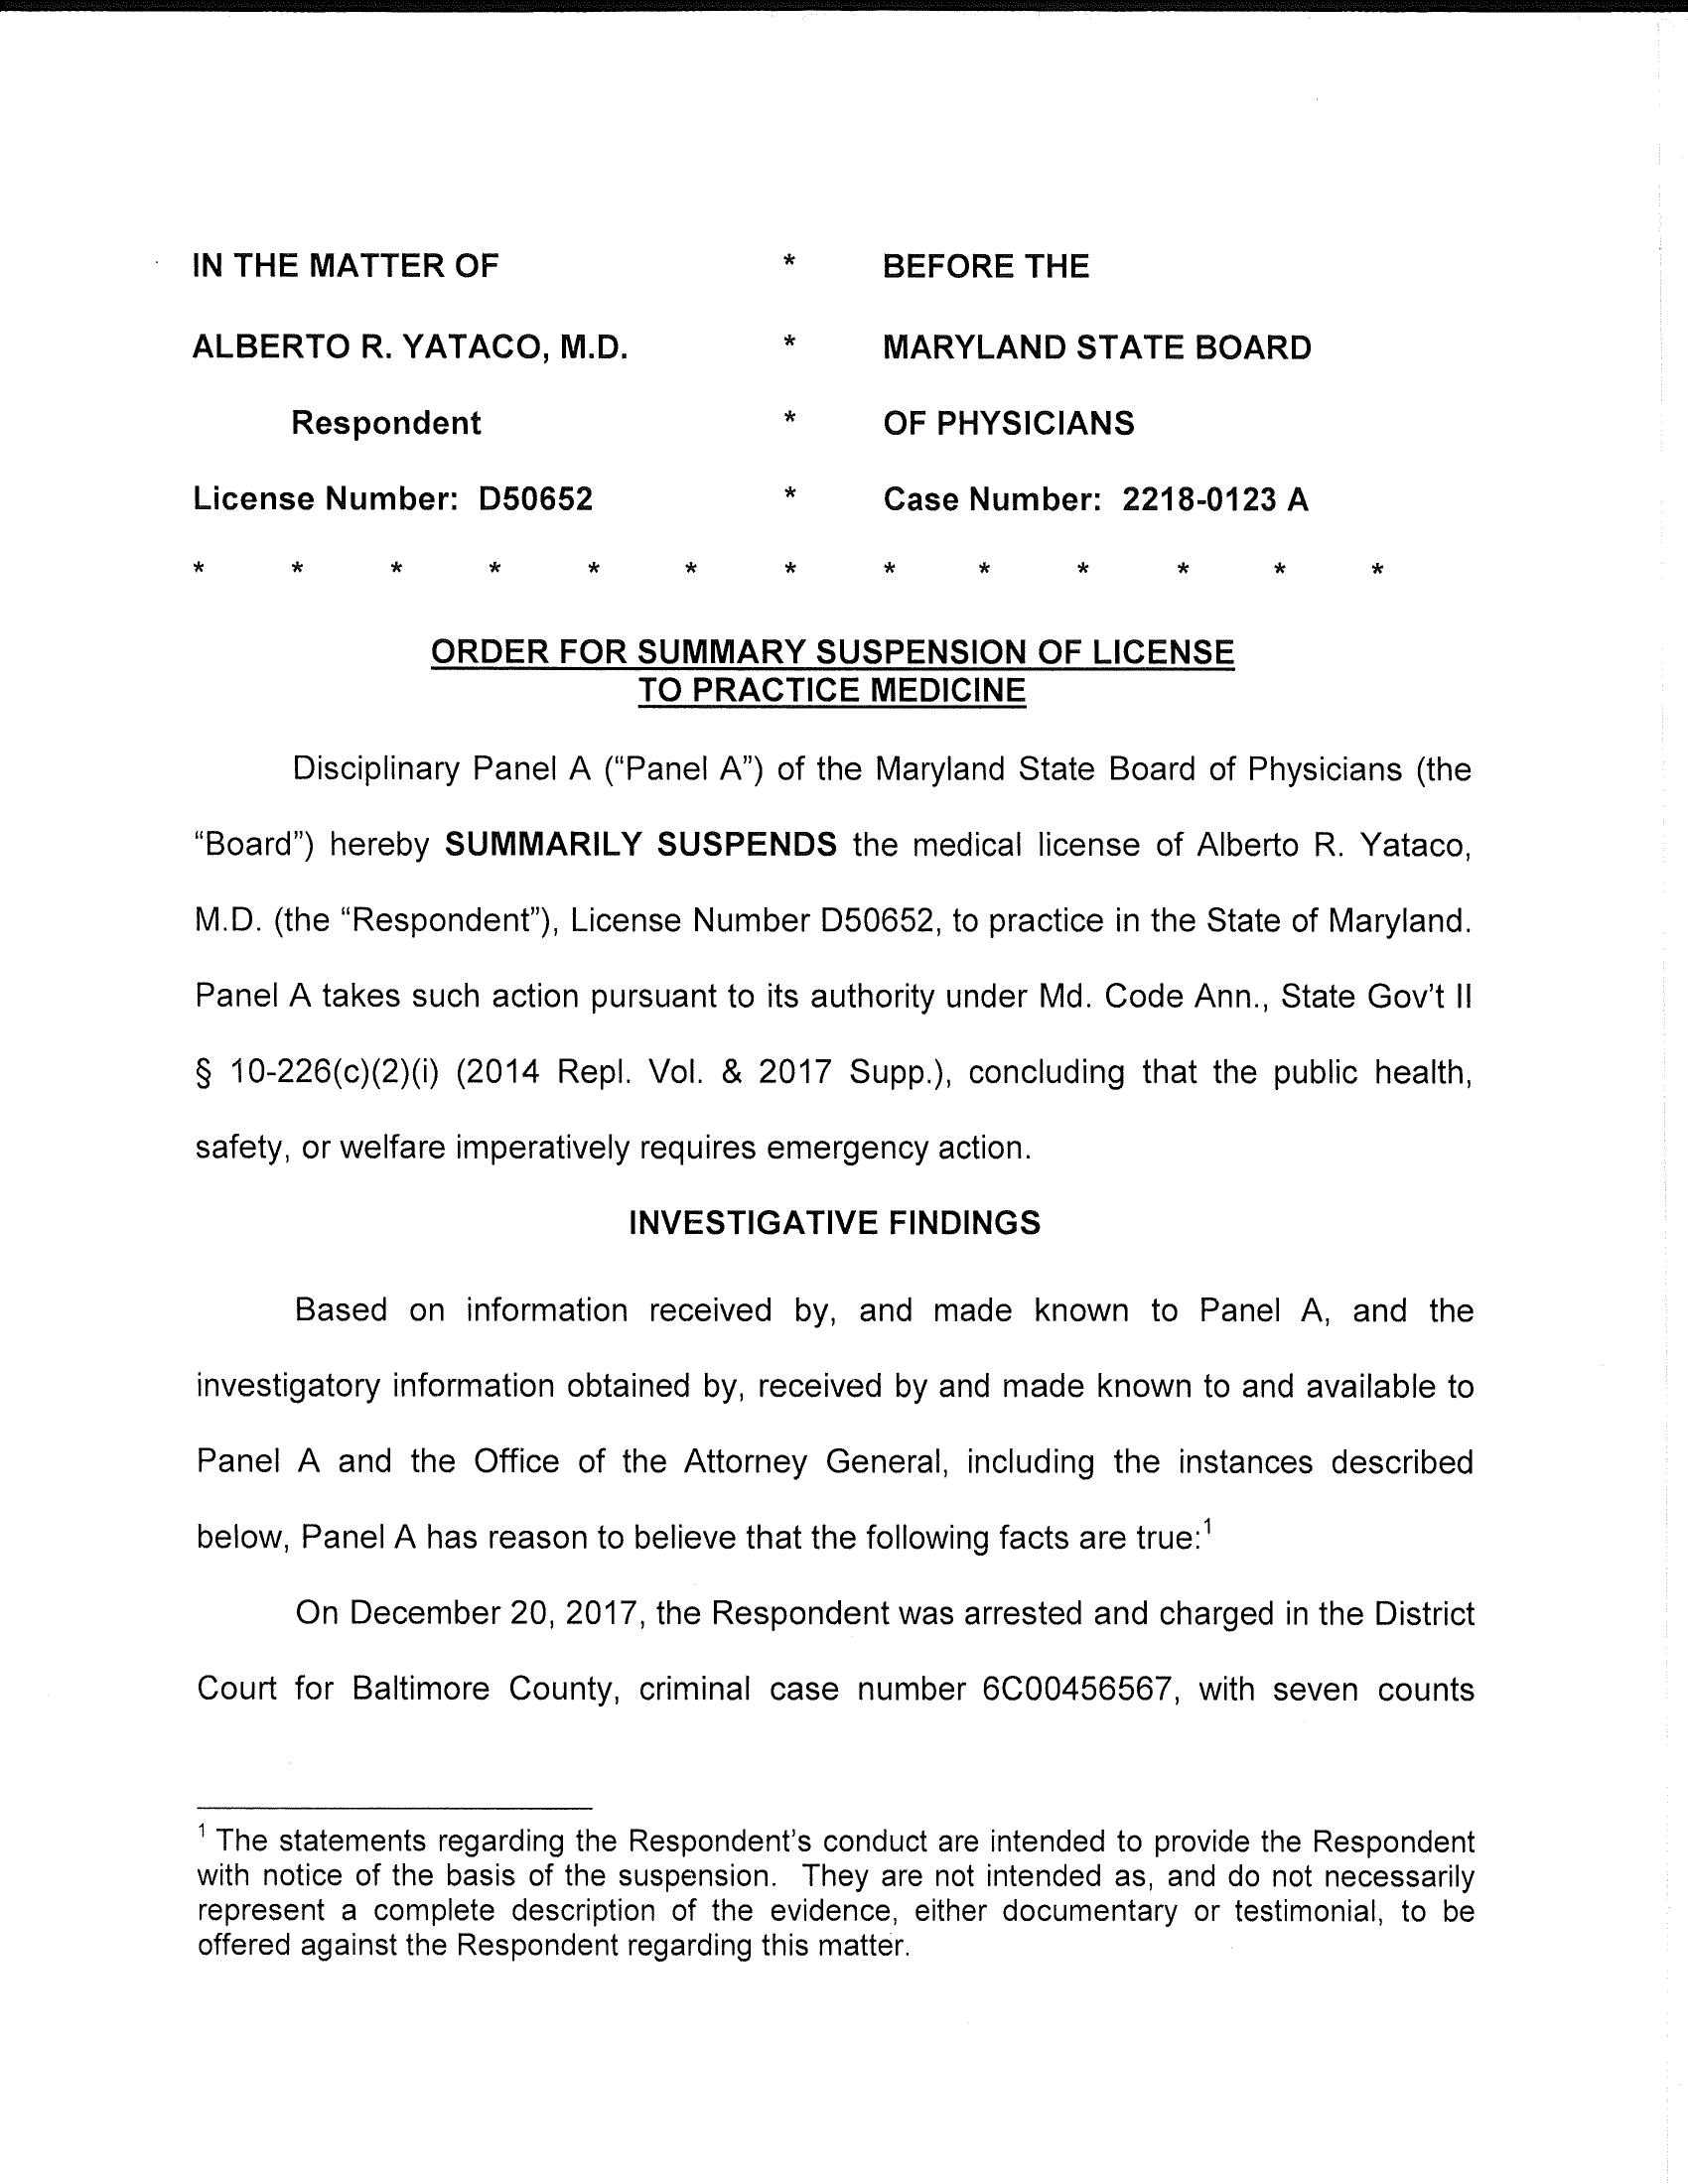 IN THE MATTER OF * BEFORE THE
ALBERTO R. YATACO, M.D. * MARYLAND STATE BOARD
Respondent * OF PHYSICIANS
License Number: D50652 * Case Number: 2218-0123 A
* * * * * * * * * * * * *
ORDER FOR SUMMARY SUSPENSION OF LICENSE
TO PRACTICE MEDICINE
Disciplinary Panel A (“Panel A”) of the Maryland State Board of Physicians (the
“Board”) hereby SUMMARILY SUSPENDS the medical license of Alberto R. Yataco,
M.D. (the “Respondent”), License Number D50652, to practice in the State of Maryland.
Panel A takes such action pursuant to its authority under Md. Code Ann., State Gov’t II
§ 10-226(c)(2)(i) (2014 Repl. Vol. & 2017 Supp.), concluding that the public health,
safety, or welfare imperatively requires emergency action.
INVESTIGATIVE FINDINGS
Based on information received by, and made known to Panel A, and the
investigatory information obtained by, received by and made known to and available to
Panel A and the Office of the Attorney General, including the instances described
below, Panel A has reason to believe that the following facts are true:¹
On December 20, 2017, the Respondent was arrested and charged in the District
Court for Baltimore County, criminal case number 6C00456567, with seven counts
¹ The statements regarding the Respondent’s conduct are intended to provide the Respondent
with notice of the basis of the suspension. They are not intended as, and do not necessarily
represent a complete description of the evidence, either documentary or testimonial, to be
offered against the Respondent regarding this matter.